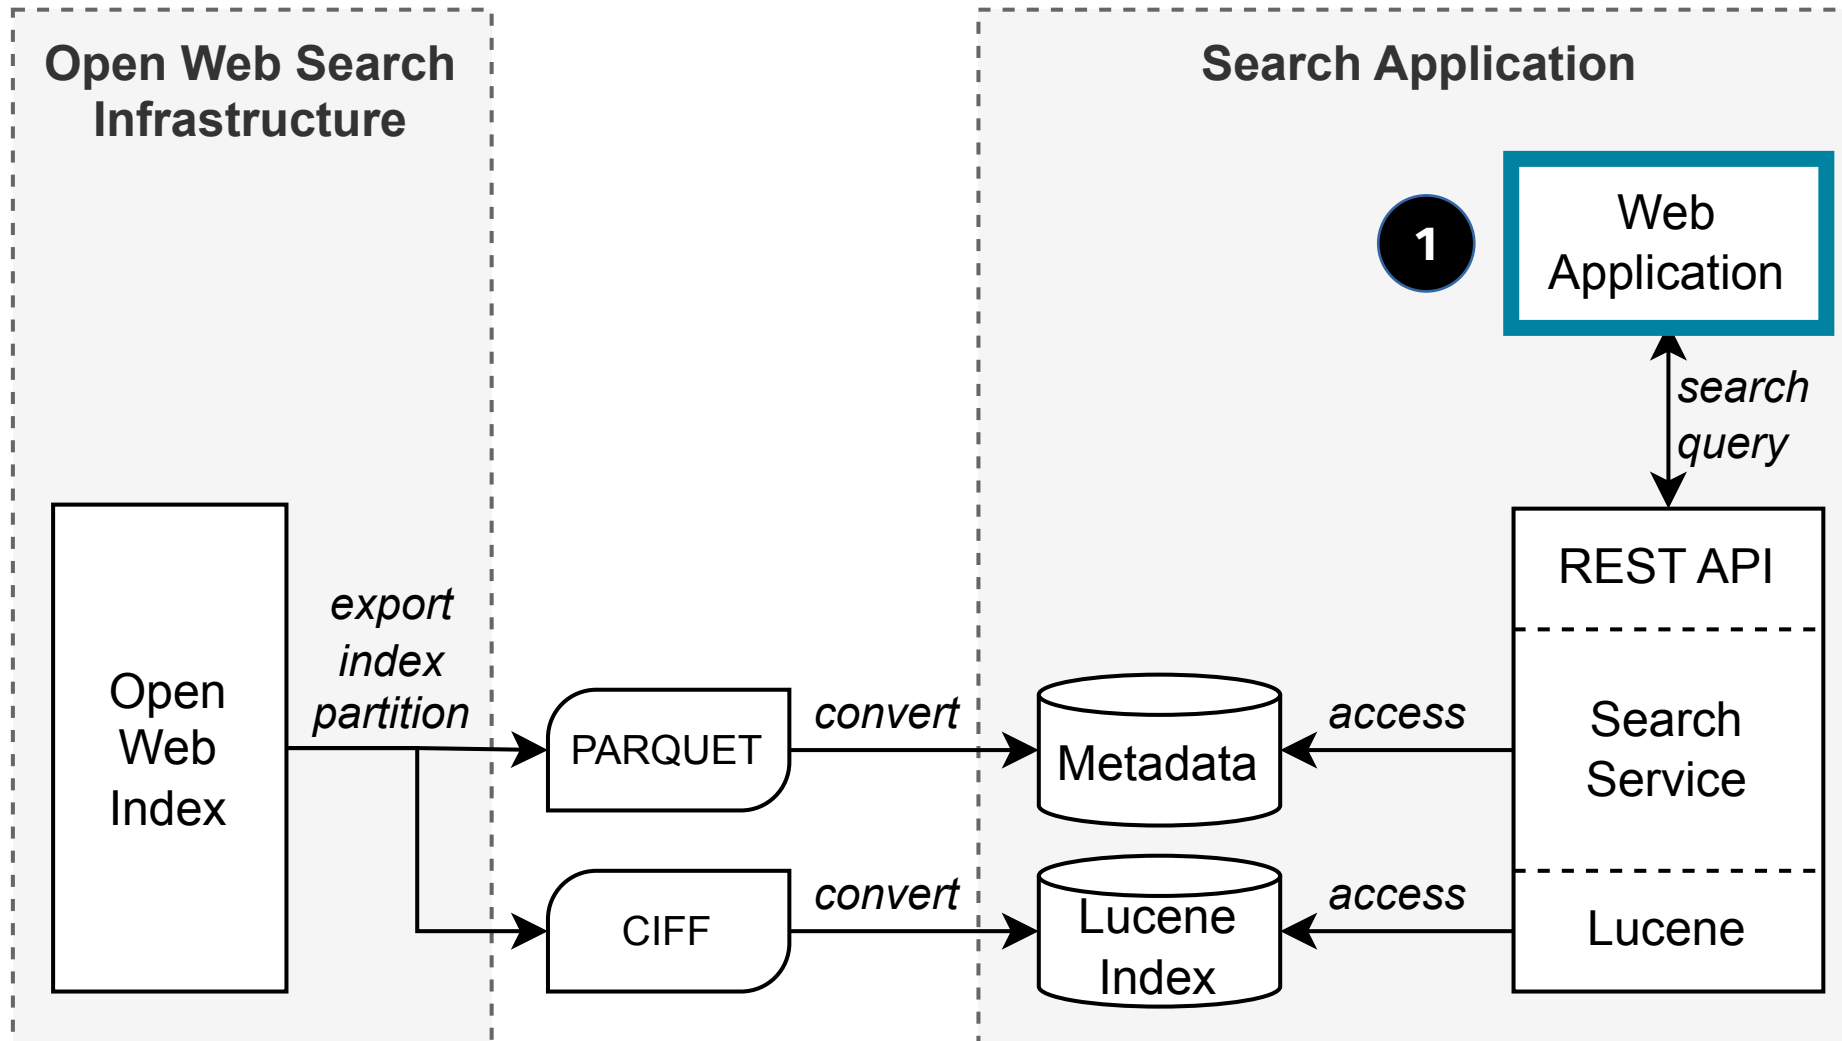 Open Web Search
Infrastructure
Search Application
1
Web
Application
search
query
REST API
Search
Service
Lucene
export
index
partition
Open
Web
Index
PARQUET
convert
Metadata
access
CIFF
convert
Lucene
Index
access